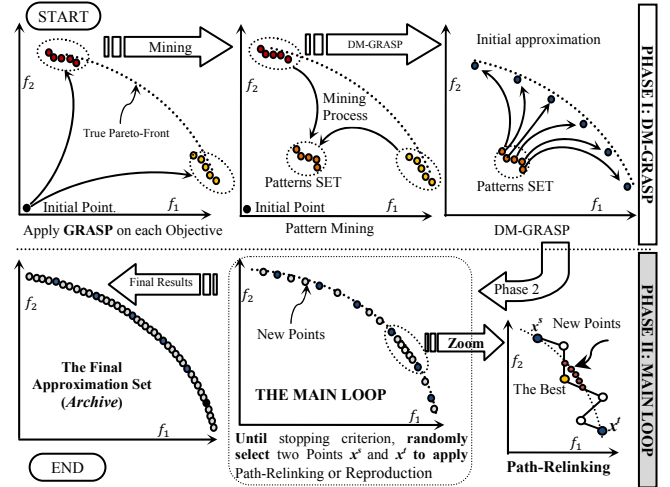 START
Mining
DM-GRASP
Initial approximation
f2
f2
f2
True Pareto-Front
Mining
Process
Patterns SET
Patterns SET
Initial Point.
f1
Initial Point
f1
f1
Apply GRASP on each Objective
Pattern Mining
DM-GRASP
PHASE I: DM-GRASP
Final Results
Phase 2
f2
f2
New Points
Zoom
x^s
New Points
f2
The Best
The Final
Approximation Set
(Archive)
THE MAIN LOOP
f1
f1
x^t
f1
Until stopping criterion, randomly
select two Points x^s and x^t to apply
Path-Relinking or Reproduction
Path-Relinking
END
PHASE II: MAIN LOOP